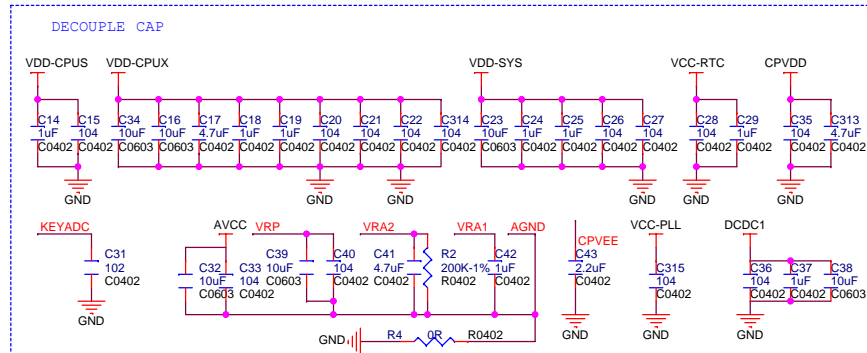 DECOUPLE CAP
VDD-CPUS VDD-CPUX VDD-SYS VCC-RTC CPVDD
C14 C15 C34 C16 C17 C18 C19 C20 C21 C22 C314 C23 C24 C25 C26 C27 C28 C29 C35 C313
1uF 104 10uF 10uF 4.7uF 1uF 1uF 104 104 104 104 10uF 1uF 1uF 104 104 104 1uF 104 4.7uF
C0402 C0402 C0603 C0603 C0402 C0402 C0402 C0402 C0402 C0402 C0402 C0603 C0402 C0402 C0402 C0402 C0402 C0402 C0402 C0402
GND GND GND GND GND GND
KEYADC AVCC VRP VRA2 VRA1 AGND CPVEE VCC-PLL DCDC1
C31 C32 C33 C39 C40 C41 R2 C42 C43 C315 C36 C37 C38
102 10uF 104 10uF 104 4.7uF 200K-1% 1uF 2.2uF 104 104 1uF 10uF
C0402 C0603 C0402 C0603 C0402 C0402 R0402 C0402 C0402 C0402 C0402 C0402 C0603
GND GND GND GND
GND R4 0R R0402